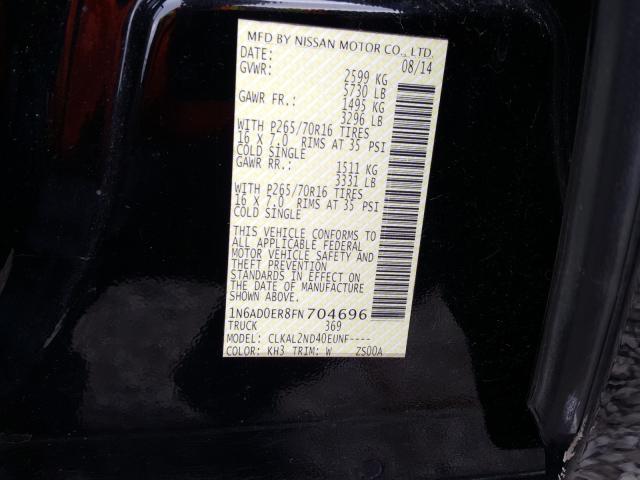 MFD BY NISSAN MOTOR CO., LTD.
DATE: 08/14
GVWR: 2599 KG
5730 LB
GAWR FR.: 1495 KG
3296 LB
WITH P265/70R16 TIRES
16 X 7.0 RIMS AT 35 PSI
COLD SINGLE
GAWR RR.: 1511 KG
3331 LB
WITH P265/70R16 TIRES
16 X 7.0 RIMS AT 35 PSI
COLD SINGLE
THIS VEHICLE CONFORMS TO
ALL APPLICABLE FEDERAL
MOTOR VEHICLE SAFETY AND
THEFT PREVENTION
STANDARDS IN EFFECT ON
THE DATE OF MANUFACTURE
SHOWN ABOVE.
1N6AD0ER8FN704696
TRUCK 369
MODEL: CLKAL2ND40EUNF----
COLOR: KH3 TRIM: W ZS00A